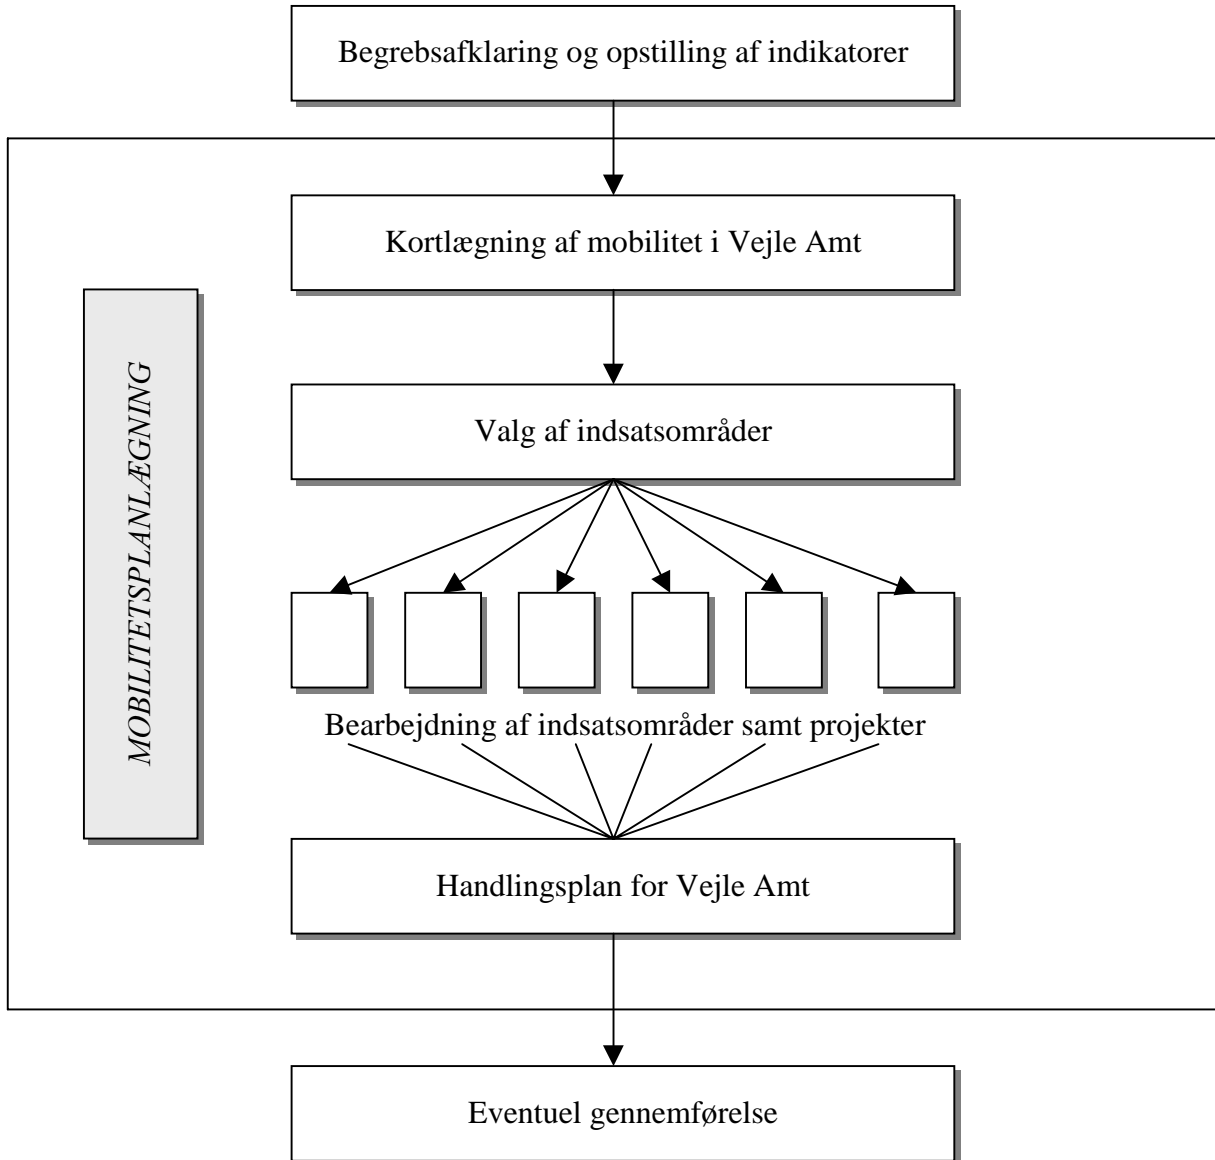 Begrebsafklaring og opstilling af indikatorer
Kortlægning af mobilitet i Vejle Amt
MOBILITETSPLANLÆGNING
Valg af indsatsområder
Bearbejdning af indsatsområder samt projekter
Handlingsplan for Vejle Amt
Eventuel gennemførelse